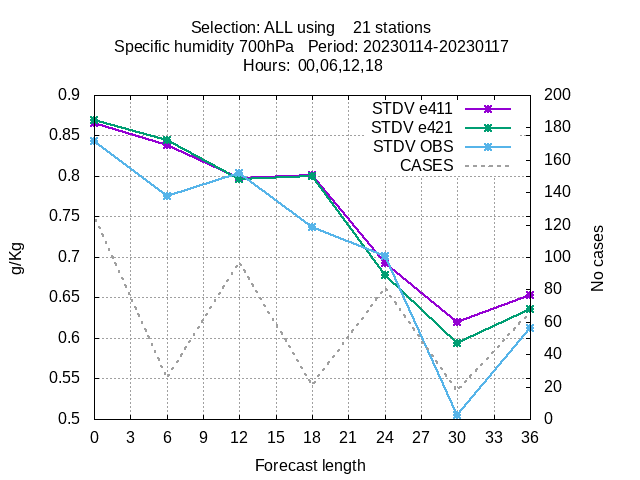 Selection: ALL using    21 stations
Specific humidity 700hPa   Period: 20230114-20230117
Hours:  00,06,12,18
STDV e411
STDV e421
STDV OBS
CASES
0.9
0.85
0.8
0.75
0.7
0.65
0.6
0.55
0.5
g/Kg
200
180
160
140
120
100
80
60
40
20
0
No cases
0 3 6 9 12 15 18 21 24 27 30 33 36
Forecast length